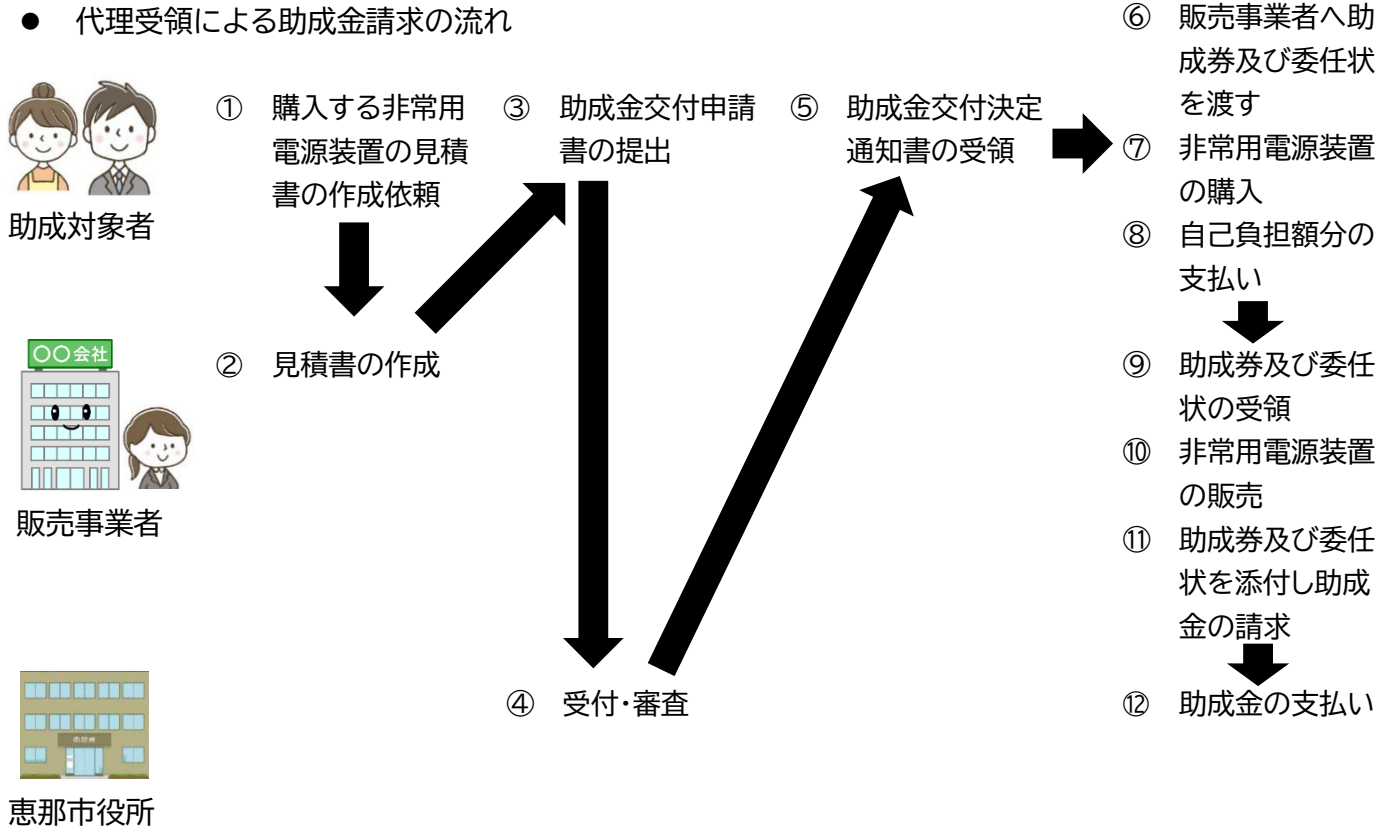 ● 代理受領による助成金請求の流れ
助成対象者
① 購入する非常用
電源装置の見積
書の作成依頼
③ 助成金交付申請
書の提出
⑤ 助成金交付決定
通知書の受領
⑥ 販売事業者へ助
成券及び委任状
を渡す
⑦ 非常用電源装置
の購入
⑧ 自己負担額分の
支払い
〇〇会社
販売事業者
② 見積書の作成
⑨ 助成券及び委任
状の受領
⑩ 非常用電源装置
の販売
⑪ 助成券及び委任
状を添付し助成
金の請求
市役所
恵那市役所
④ 受付・審査
⑫ 助成金の支払い